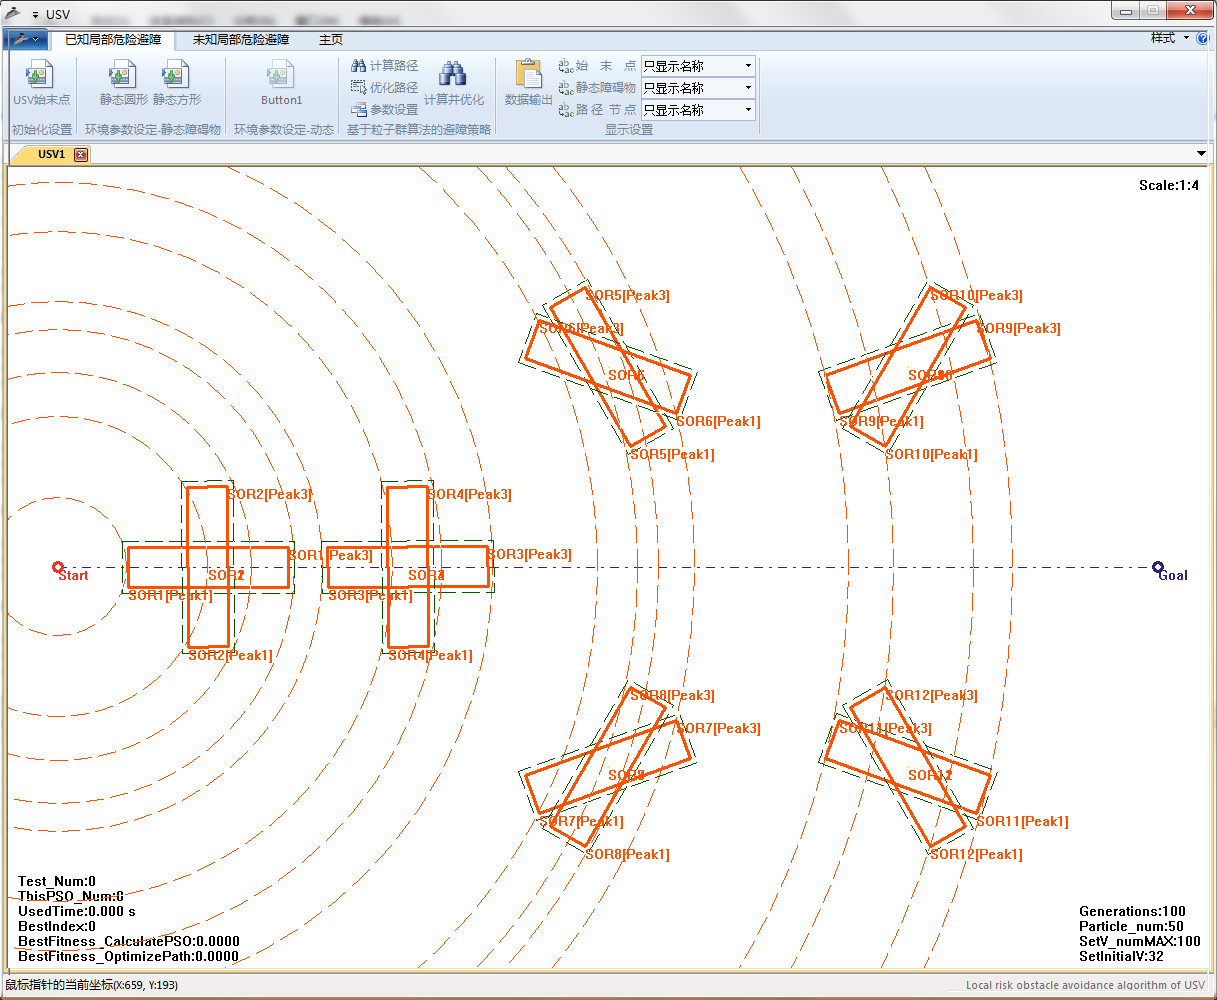 USV
已知局部危险避障 未知局部危险避障 主页 样式
USV始末点
初始化设置
静态圆形 静态方形
环境参数设定-静态障碍物
Button1
环境参数设定-动态
计算路径
优化路径
参数设置
计算并优化
基于粒子群算法的避障策略
数据输出
始 末 点 只显示名称
静态障碍物 只显示名称
路 径 节 点 只显示名称
显示设置
USV1
Scale:1:4
SOR5[Peak3]
SOR10[Peak3]
SOR6[Peak3]
SOR9[Peak3]
SOR6[Peak1]
SOR9[Peak1]
SOR5[Peak1]
SOR10[Peak1]
SOR2[Peak3]
SOR4[Peak3]
SOR1[Peak3]
SOR3[Peak3]
Start
Goal
SOR1[Peak1]
SOR3[Peak1]
SOR2[Peak1]
SOR4[Peak1]
SOR8[Peak3]
SOR12[Peak3]
SOR7[Peak3]
SOR11[Peak3]
SOR7[Peak1]
SOR11[Peak1]
SOR8[Peak1]
SOR12[Peak1]
Test_Num:0
ThisPSO_Num:0
UsedTime:0.000 s
BestIndex:0
BestFitness_CalculatePSO:0.0000
BestFitness_OptimizePath:0.0000
Generations:100
Particle_num:50
SetV_numMAX:100
SetInitialV:32
鼠标指针的当前坐标(X:659, Y:193)
Local risk obstacle avoidance algorithm of USV